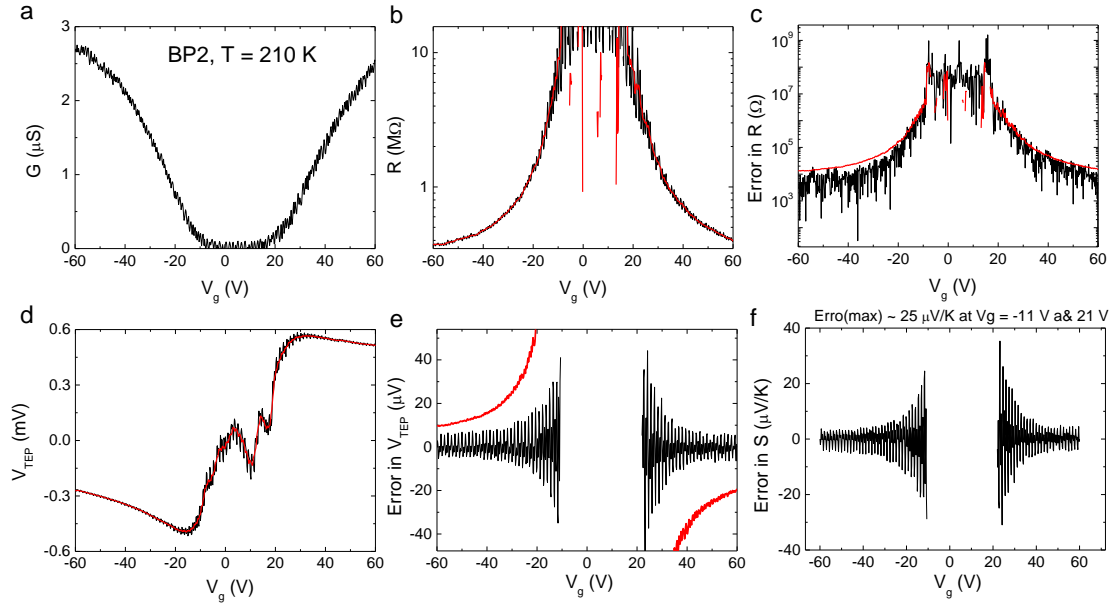 a
BP2, T = 210 K
G (μS)
3
2
1
0
-60 -40 -20 0 20 40 60
V_g (V)
b
R (MΩ)
10
1
-60 -40 -20 0 20 40 60
V_g (V)
c
Error in R (Ω)
10^9
10^7
10^5
10^3
-60 -40 -20 0 20 40 60
V_g (V)
d
V_TEP (mV)
0.6
0.3
0.0
-0.3
-0.6
-60 -40 -20 0 20 40 60
V_g (V)
e
Error in V_TEP (μV)
40
20
0
-20
-40
-60 -40 -20 0 20 40 60
V_g (V)
f
Erro(max) ~ 25 μV/K at Vg = -11 V a& 21 V
Error in S (μV/K)
40
20
0
-20
-40
-60 -40 -20 0 20 40 60
V_g (V)